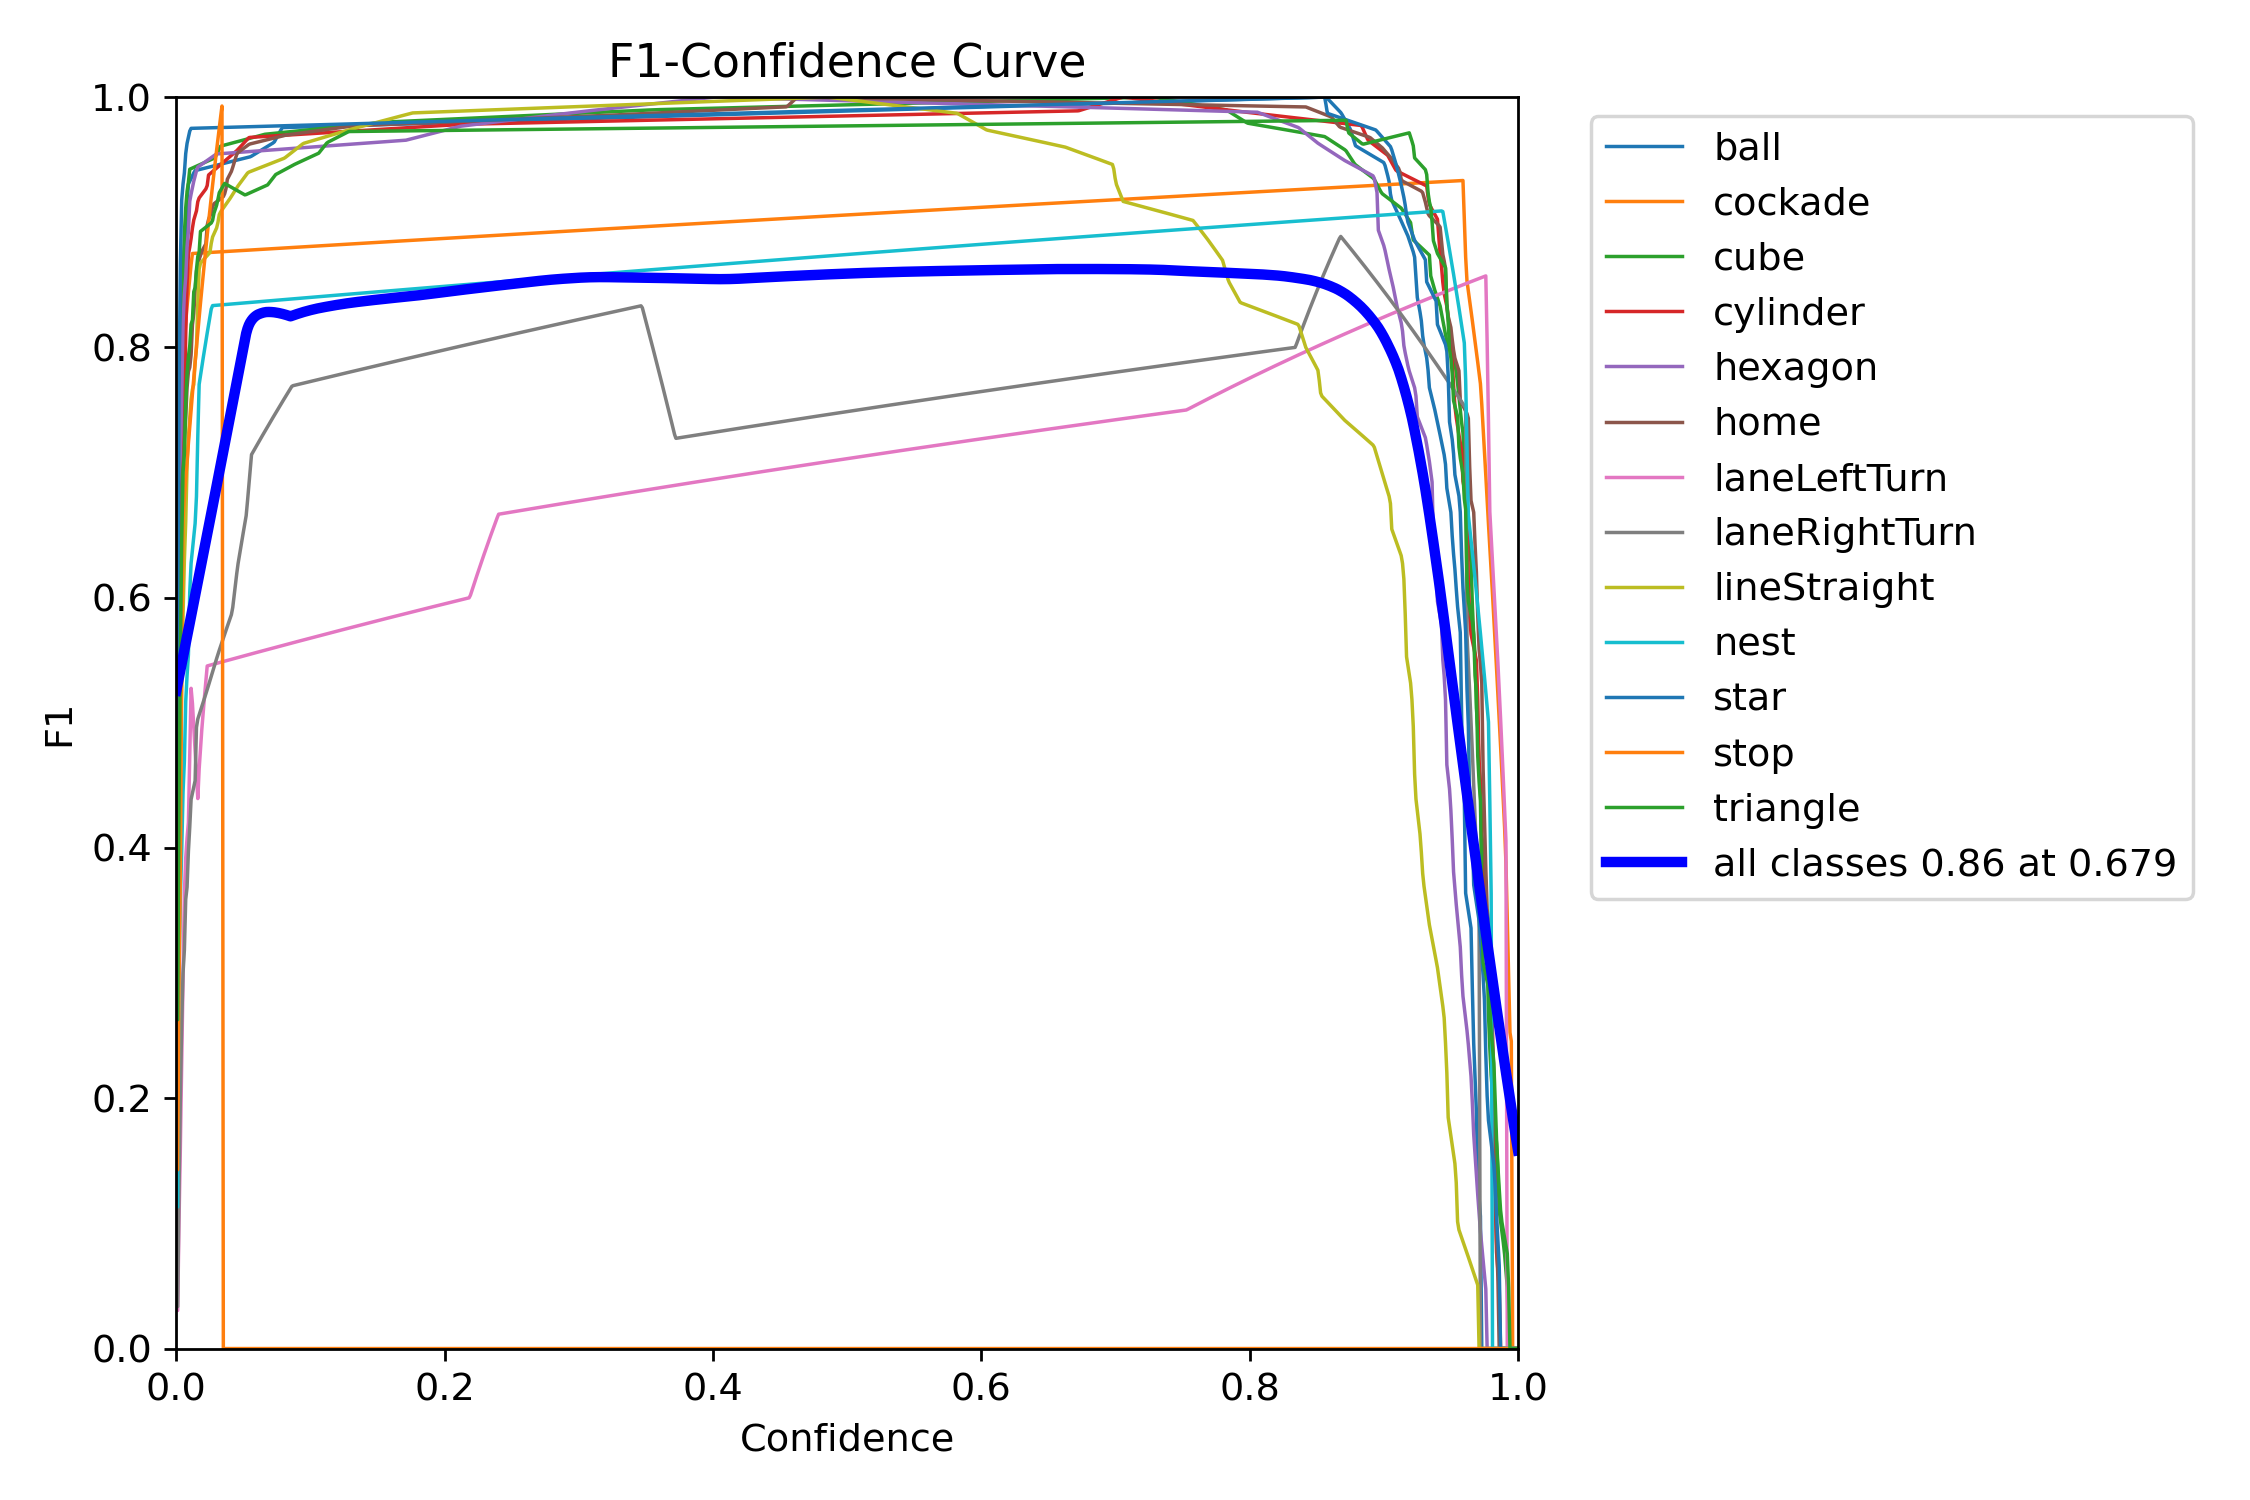 F1-Confidence Curve
1.0
0.8
0.6
0.4
0.2
0.0
F1
0.0 0.2 0.4 0.6 0.8 1.0
Confidence
ball
cockade
cube
cylinder
hexagon
home
laneLeftTurn
laneRightTurn
lineStraight
nest
star
stop
triangle
all classes 0.86 at 0.679